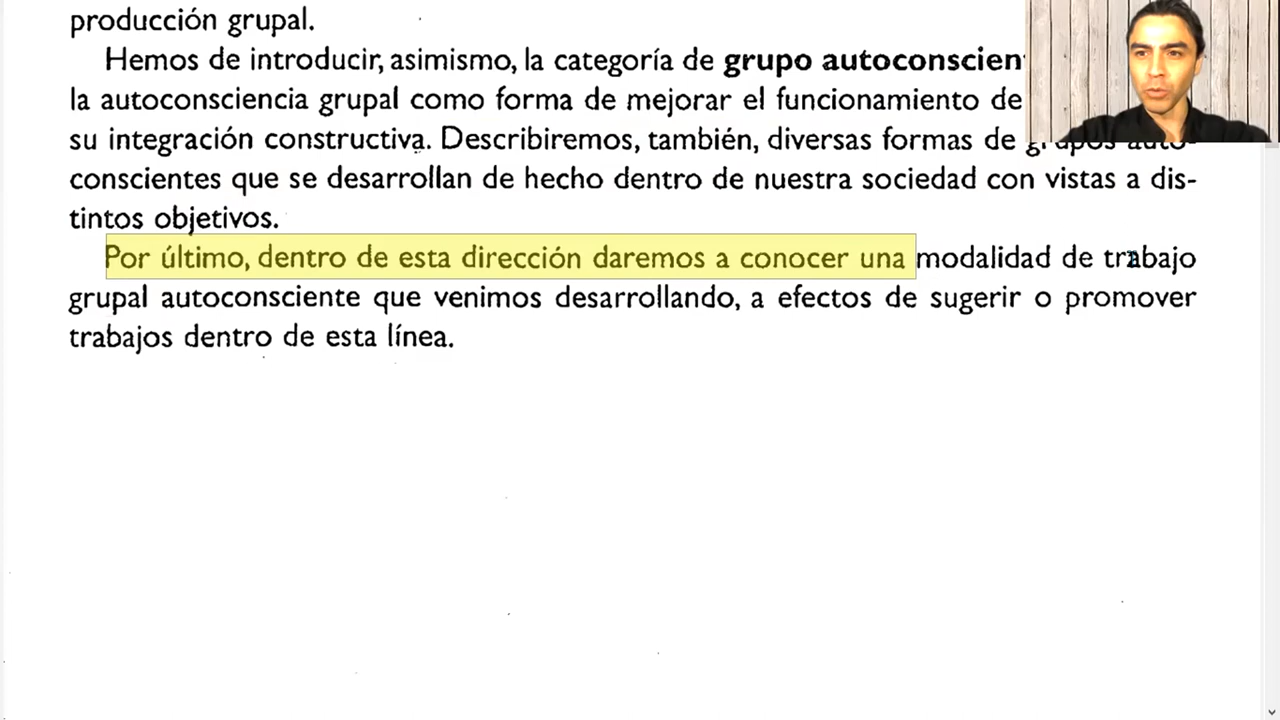 producción grupal.
Hemos de introducir, asimismo, la categoría de grupo autoconscien
la autoconsciencia grupal como forma de mejorar el funcionamiento de
su integración constructiva. Describiremos, también, diversas formas de grupos auto-
conscientes que se desarrollan de hecho dentro de nuestra sociedad con vistas a dis-
tintos objetivos.
Por último, dentro de esta dirección daremos a conocer una modalidad de trabajo
grupal autoconsciente que venimos desarrollando, a efectos de sugerir o promover
trabajos dentro de esta línea.